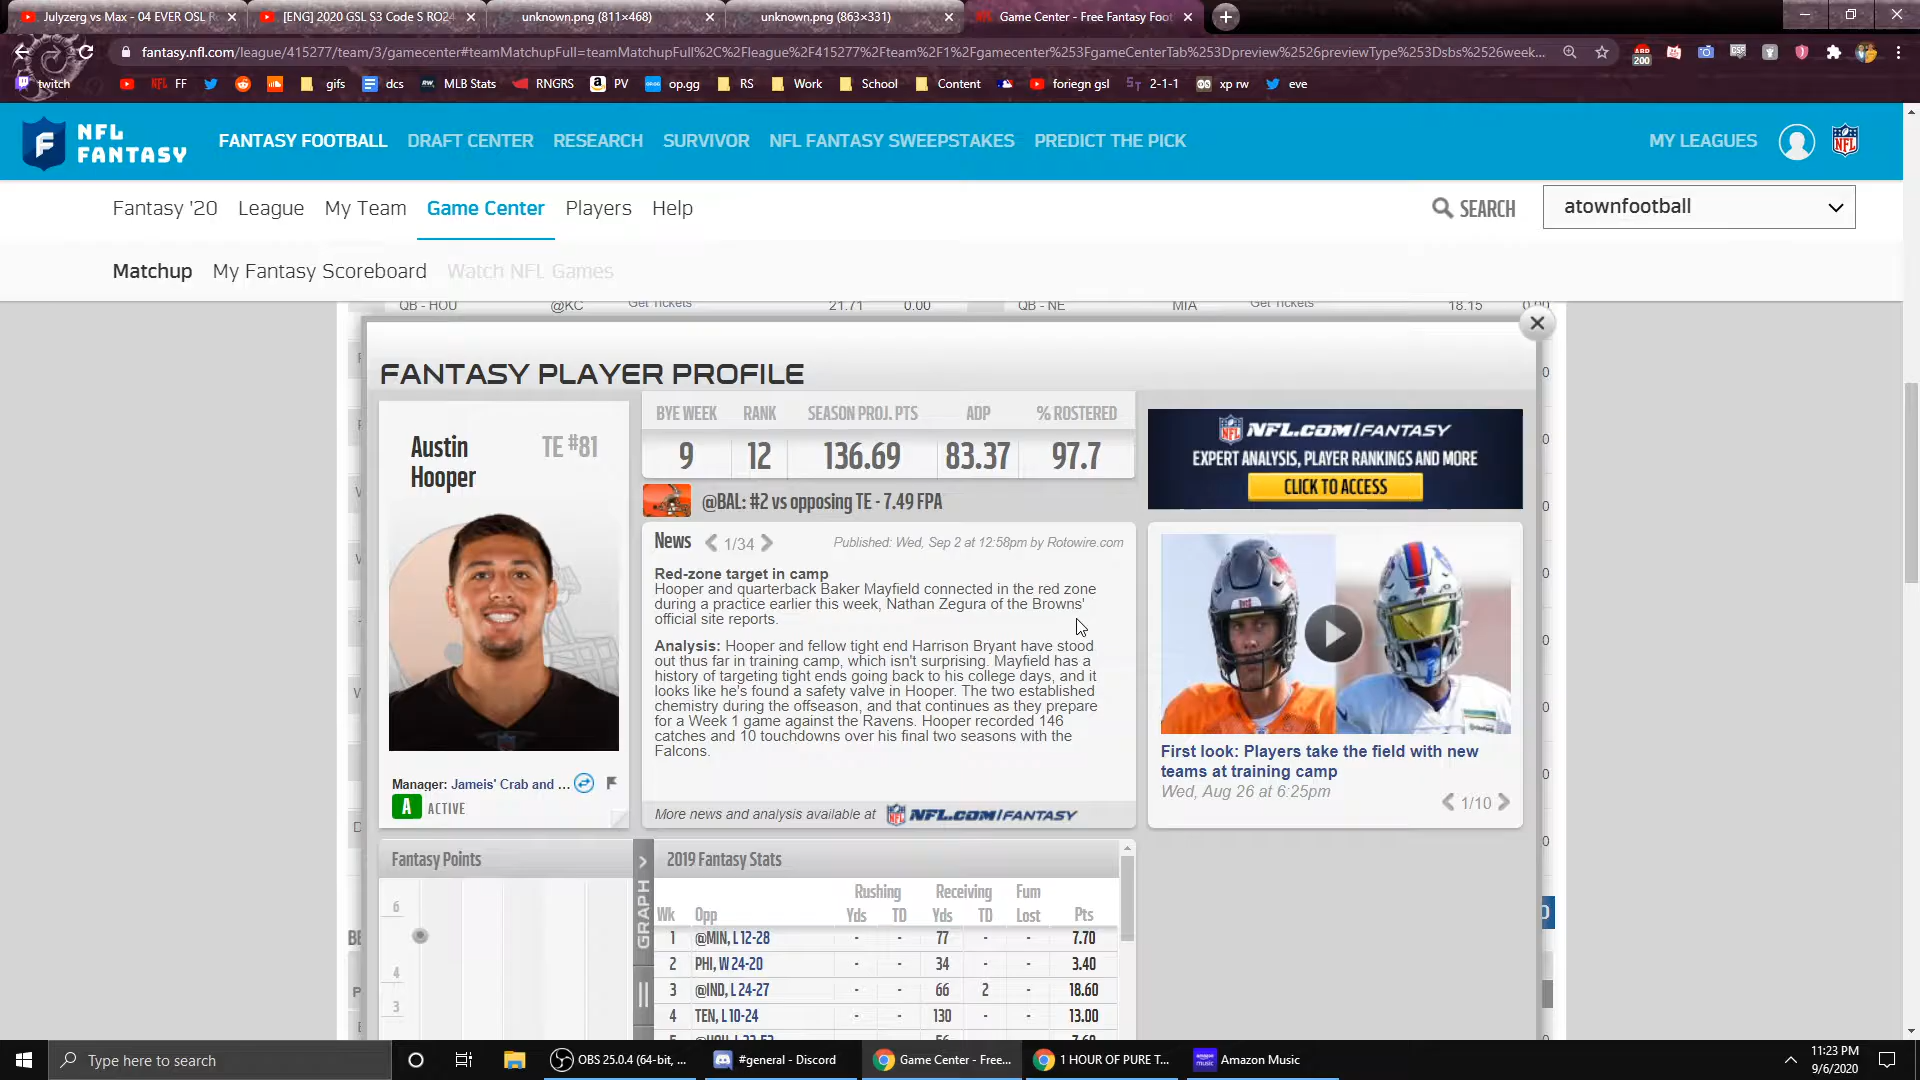 Julyzerg vs Max - 04 EVER OSL R
[ENG] 2020 GSL S3 Code S RO24
unknown.png (811×468)
unknown.png (863×331)
Game Center - Free Fantasy Foot
fantasy.nfl.com/league/415277/team/3/gamecenter#teamMatchupFull=teamMatchupFull%2C%2Fleague%2F415277%2Fteam%2F1%2Fgamecenter%253FgameCenterTab%253Dpreview%2526previewType%253Dsbs%2526week...
200
twitch
NFL FF
gifs
dcs
MLB Stats
RNGRS
PV
op.gg
RS
Work
School
Content
foriegn gsl
2-1-1
xp rw
eve
NFL FANTASY
FANTASY FOOTBALL DRAFT CENTER RESEARCH SURVIVOR NFL FANTASY SWEEPSTAKES PREDICT THE PICK
MY LEAGUES
Fantasy '20 League My Team Game Center Players Help
SEARCH
atownfootball
Matchup My Fantasy Scoreboard Watch NFL Games
QB - HOU @KC Get Tickets 21.71 0.00 QB - NE MIA Get Tickets 18.15 0.00
FANTASY PLAYER PROFILE
Austin Hooper
TE #81
BYE WEEK RANK SEASON PROJ. PTS ADP % ROSTERED
9 12 136.69 83.37 97.7
@BAL: #2 vs opposing TE - 7.49 FPA
NFL.COM/FANTASY
EXPERT ANALYSIS, PLAYER RANKINGS AND MORE
CLICK TO ACCESS
News 1/34 Published: Wed, Sep 2 at 12:58pm by Rotowire.com
Red-zone target in camp
Hooper and quarterback Baker Mayfield connected in the red zone
during a practice earlier this week, Nathan Zegura of the Browns'
official site reports.
Analysis: Hooper and fellow tight end Harrison Bryant have stood
out thus far in training camp, which isn't surprising. Mayfield has a
history of targeting tight ends going back to his college days, and it
looks like he's found a safety valve in Hooper. The two established
chemistry during the offseason, and that continues as they prepare
for a Week 1 game against the Ravens. Hooper recorded 146
catches and 10 touchdowns over his final two seasons with the
Falcons.
More news and analysis available at NFL.COM/FANTASY
First look: Players take the field with new
teams at training camp
Wed, Aug 26 at 6:25pm
1/10
Manager: Jameis' Crab and ...
A ACTIVE
Fantasy Points
6
4
3
GRAPH
2019 Fantasy Stats
Rushing Receiving Fum
Wk Opp Yds TD Yds TD Lost Pts
1 @MIN, L 12-28 - - 77 - - 7.70
2 PHI, W 24-20 - - 34 - - 3.40
3 @IND, L 24-27 - - 66 2 - 18.60
4 TEN, L 10-24 - - 130 - - 13.00
Type here to search
OBS 25.0.4 (64-bit, ...
#general - Discord
Game Center - Free...
1 HOUR OF PURE T...
Amazon Music
11:23 PM
9/6/2020